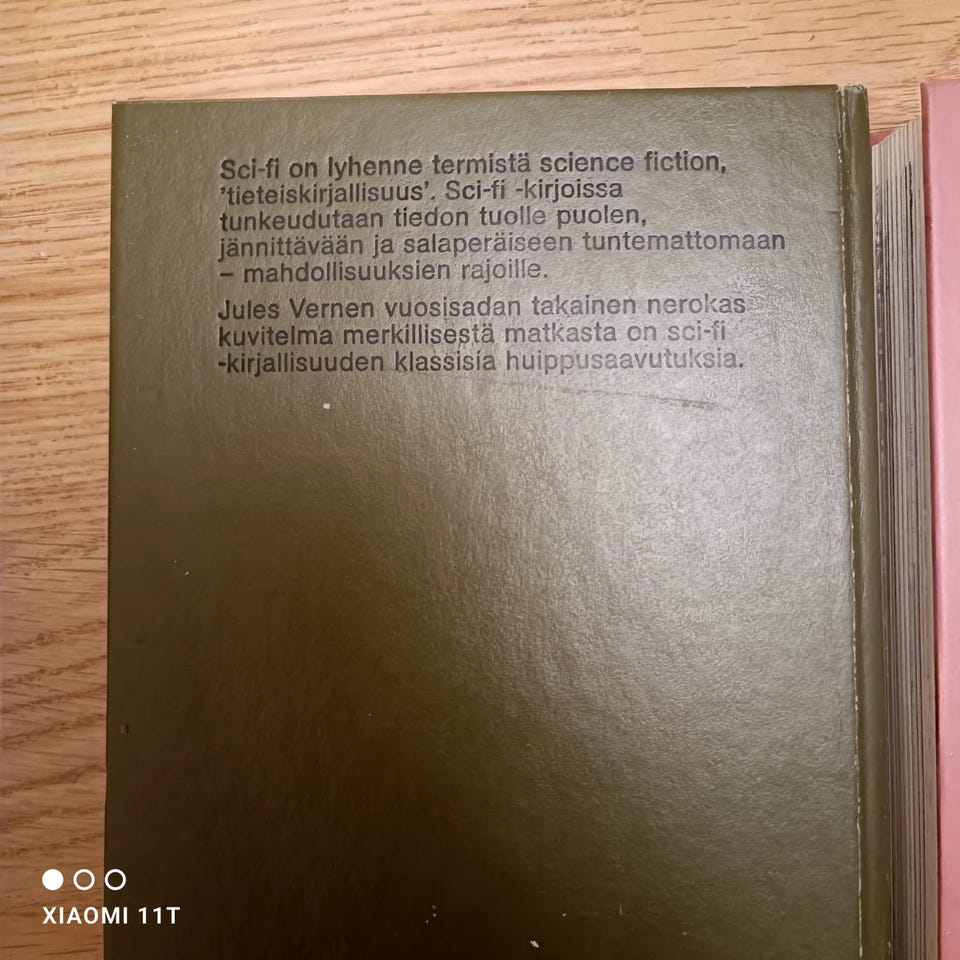 Sci-fi on lyhenne termistä science fiction,
'tieteiskirjallisuus'. Sci-fi -kirjoissa
tunkeudutaan tiedon tuolle puolen,
jännittävään ja salaperäiseen tuntemattomaan
– mahdollisuuksien rajoille.
Jules Vernen vuosisadan takainen nerokas
kuvitelma merkillisestä matkasta on sci-fi
-kirjallisuuden klassisia huippusaavutuksia.
XIAOMI 11T